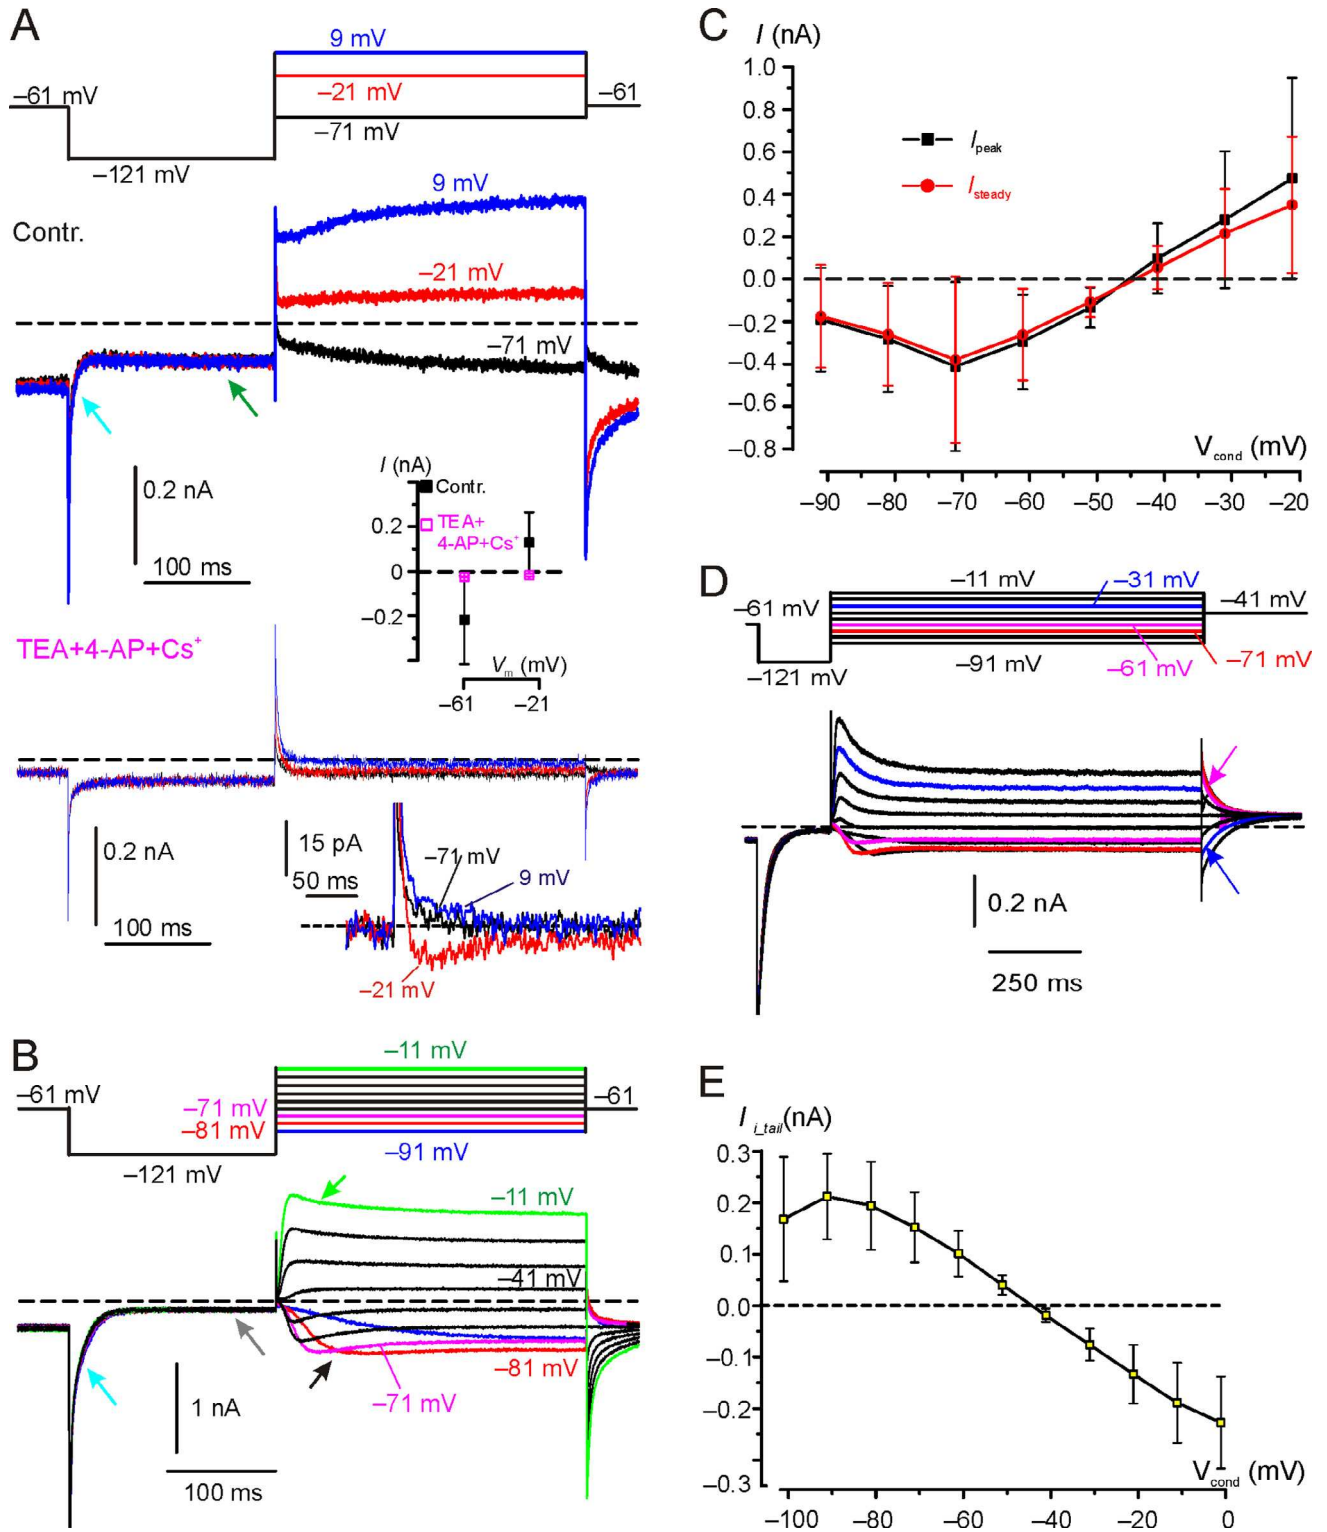 A
9 mV
–61 mV
–21 mV
–61
–71 mV
–121 mV
9 mV
Contr.
–21 mV
–71 mV
0.2 nA
100 ms
I (nA)
Contr.
0.2
TEA+
4-AP+Cs+
0
–0.2
Vm (mV)
–61
–21
TEA+4-AP+Cs+
0.2 nA
100 ms
15 pA
50 ms
–71 mV
9 mV
–21 mV
B
–11 mV
–61 mV
–71 mV
–61
–81 mV
–91 mV
–121 mV
–11 mV
–41 mV
–81 mV
–71 mV
1 nA
100 ms
C
I (nA)
1.0
0.8
0.6
0.4
0.2
0.0
–0.2
–0.4
–0.6
–0.8
Ipeak
Isteady
Vcond (mV)
–90 –80 –70 –60 –50 –40 –30 –20
D
–11 mV
–31 mV
–61 mV
–41 mV
–121 mV
–91 mV
–61 mV
–71 mV
0.2 nA
250 ms
E
I i_tail(nA)
0.3
0.2
0.1
0.0
–0.1
–0.2
–0.3
Vcond (mV)
–100 –80 –60 –40 –20 0